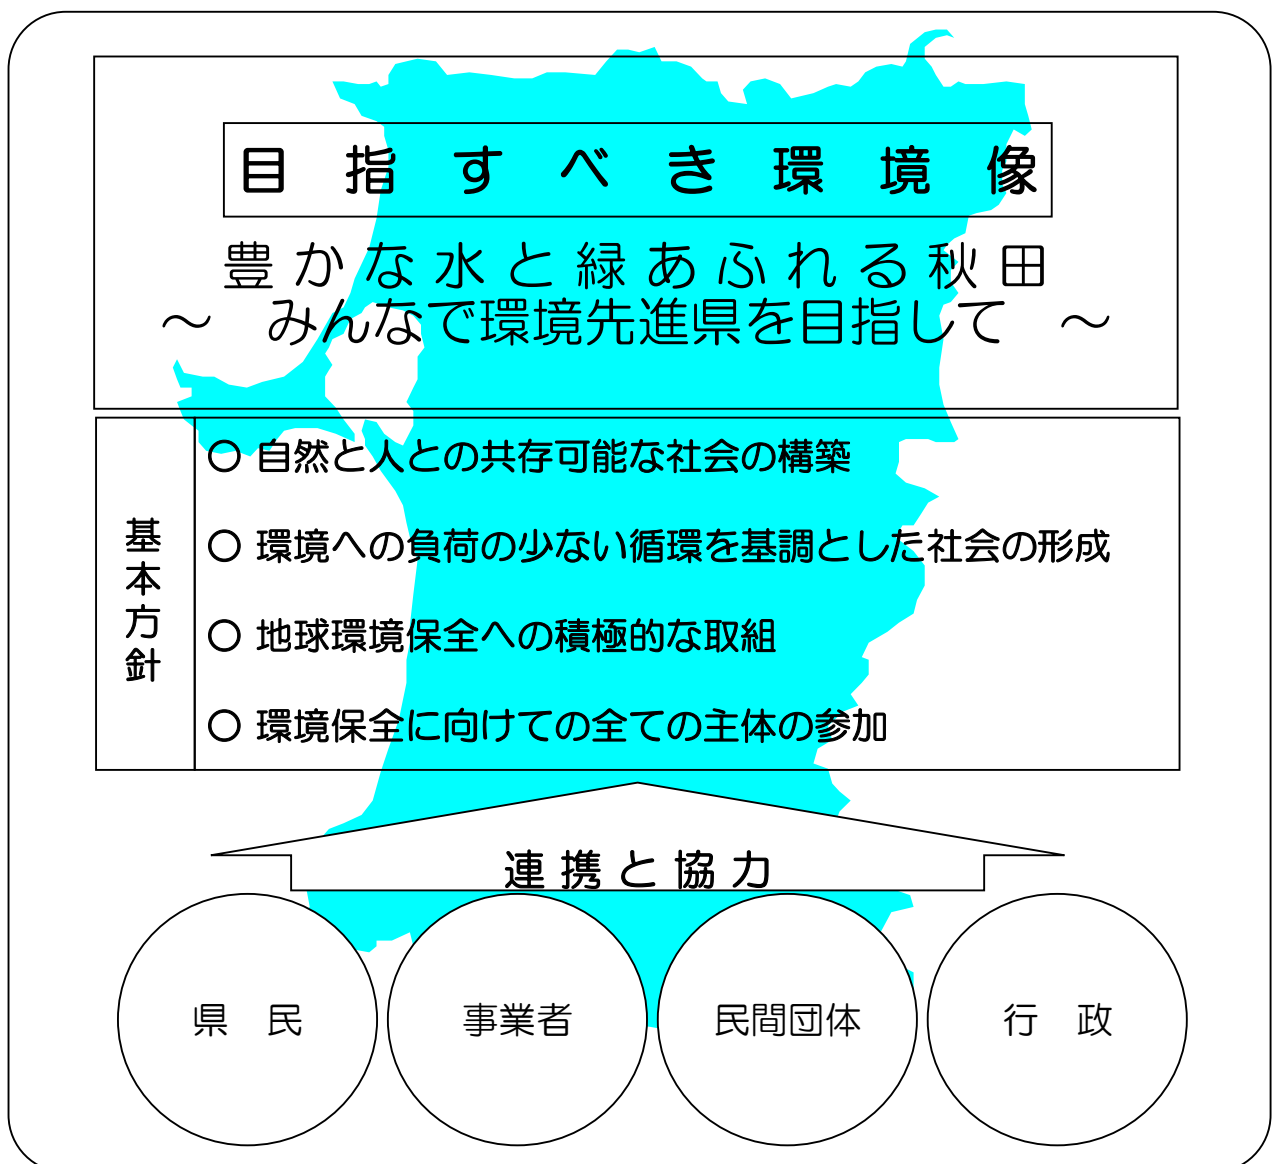 目指すべき環境像
豊かな水と緑あふれる秋田
～　みんなで環境先進県を目指して　～
基本方針
○ 自然と人との共存可能な社会の構築
○ 環境への負荷の少ない循環を基調とした社会の形成
○ 地球環境保全への積極的な取組
○ 環境保全に向けての全ての主体の参加
連携と協力
県　民
事業者
民間団体
行　政